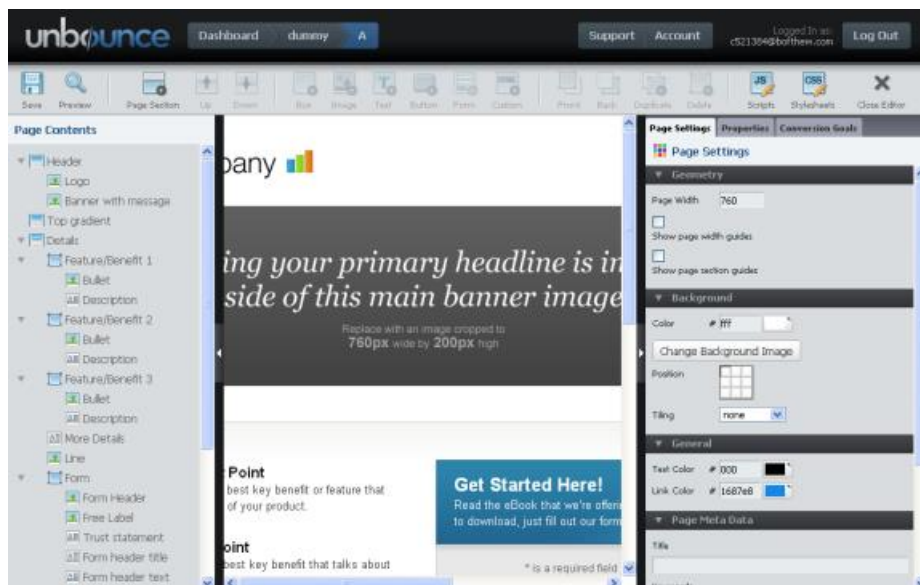 unbounce
Dashboard dummy A
Support Account
Logged In as:
c521384@bofthew.com
Log Out
Save Preview Page Section Up Down Box Image Text Button Form Custom Front Back Duplicate Delete Scripts Stylesheets Close Editor
JS CSS
Page Contents
Header
Logo
Banner with message
Top gradient
Details
Feature/Benefit 1
Bullet
Description
Feature/Benefit 2
Bullet
Description
Feature/Benefit 3
Bullet
Description
More Details
Line
Form
Form Header
Free Label
Trust statement
Form header title
Form header text
pany
ing your primary headline is in
side of this main banner image
Replace with an image cropped to
760px wide by 200px high
Point
best key benefit or feature that
of your product.
oint
best key benefit that talks about
Get Started Here!
Read the eBook that we're offeri
to download, just fill out our form
* is a required field
Page Settings Properties Conversion Goals
Page Settings
Geometry
Page Width 760
Show page width guides
Show page section guides
Background
Color # fff
Change Background Image
Position
Tiling none
General
Text Color # 000
Link Color # 1687e8
Page Meta Data
Title